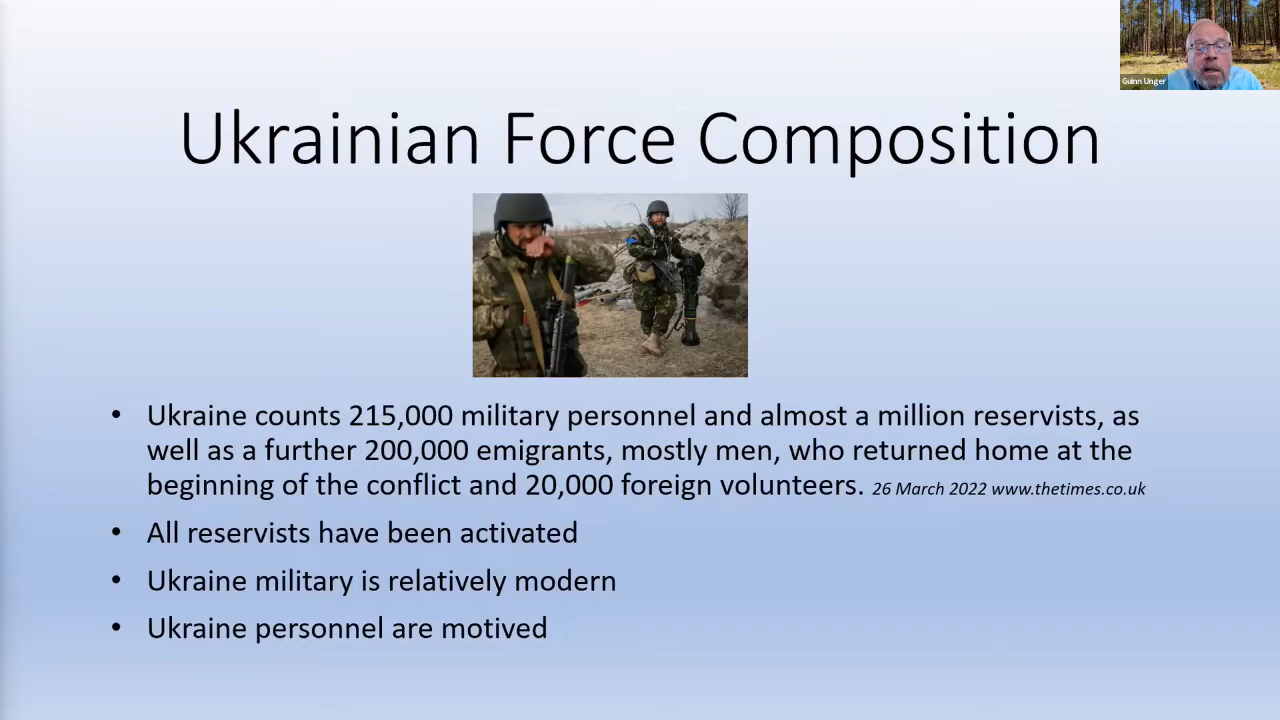 Guinn Unger
Ukrainian Force Composition
• Ukraine counts 215,000 military personnel and almost a million reservists, as
well as a further 200,000 emigrants, mostly men, who returned home at the
beginning of the conflict and 20,000 foreign volunteers. 26 March 2022 www.thetimes.co.uk
• All reservists have been activated
• Ukraine military is relatively modern
• Ukraine personnel are motived